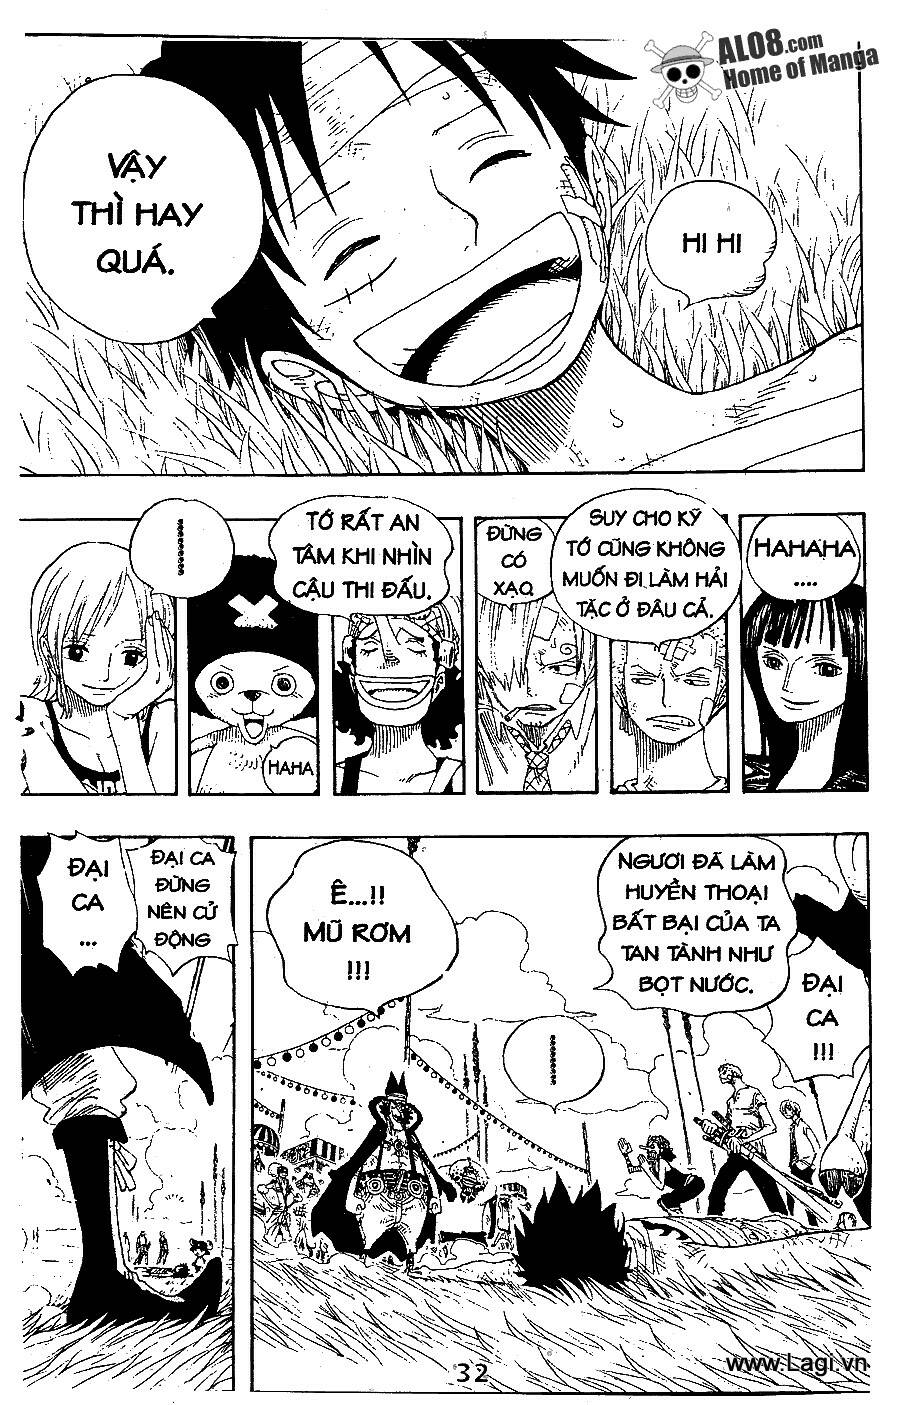 AL08.com
Home of Manga
VẬY
THÌ HAY
QUÁ.
HI HI
.........
TỚ RẤT AN
TÂM KHI NHÌN
CẬU THI ĐẤU.
HAHA
ĐỪNG
CÓ
XẠO
SUY CHO KỸ
TỚ CŨNG KHÔNG
MUỐN ĐI LÀM HẢI
TẶC Ở ĐÂU CẢ.
HAHAHA
....
ĐẠI
CA
...
ĐẠI CA
ĐỪNG
NÊN CỬ
ĐỘNG
Ê...!!
MŨ RƠM
!!!
NGƯƠI ĐÃ LÀM
HUYỀN THOẠI
BẤT BẠI CỦA TA
TAN TÀNH NHƯ
BỌT NƯỚC.
.........
ĐẠI
CA
!!!
32
www.Lagi.vn